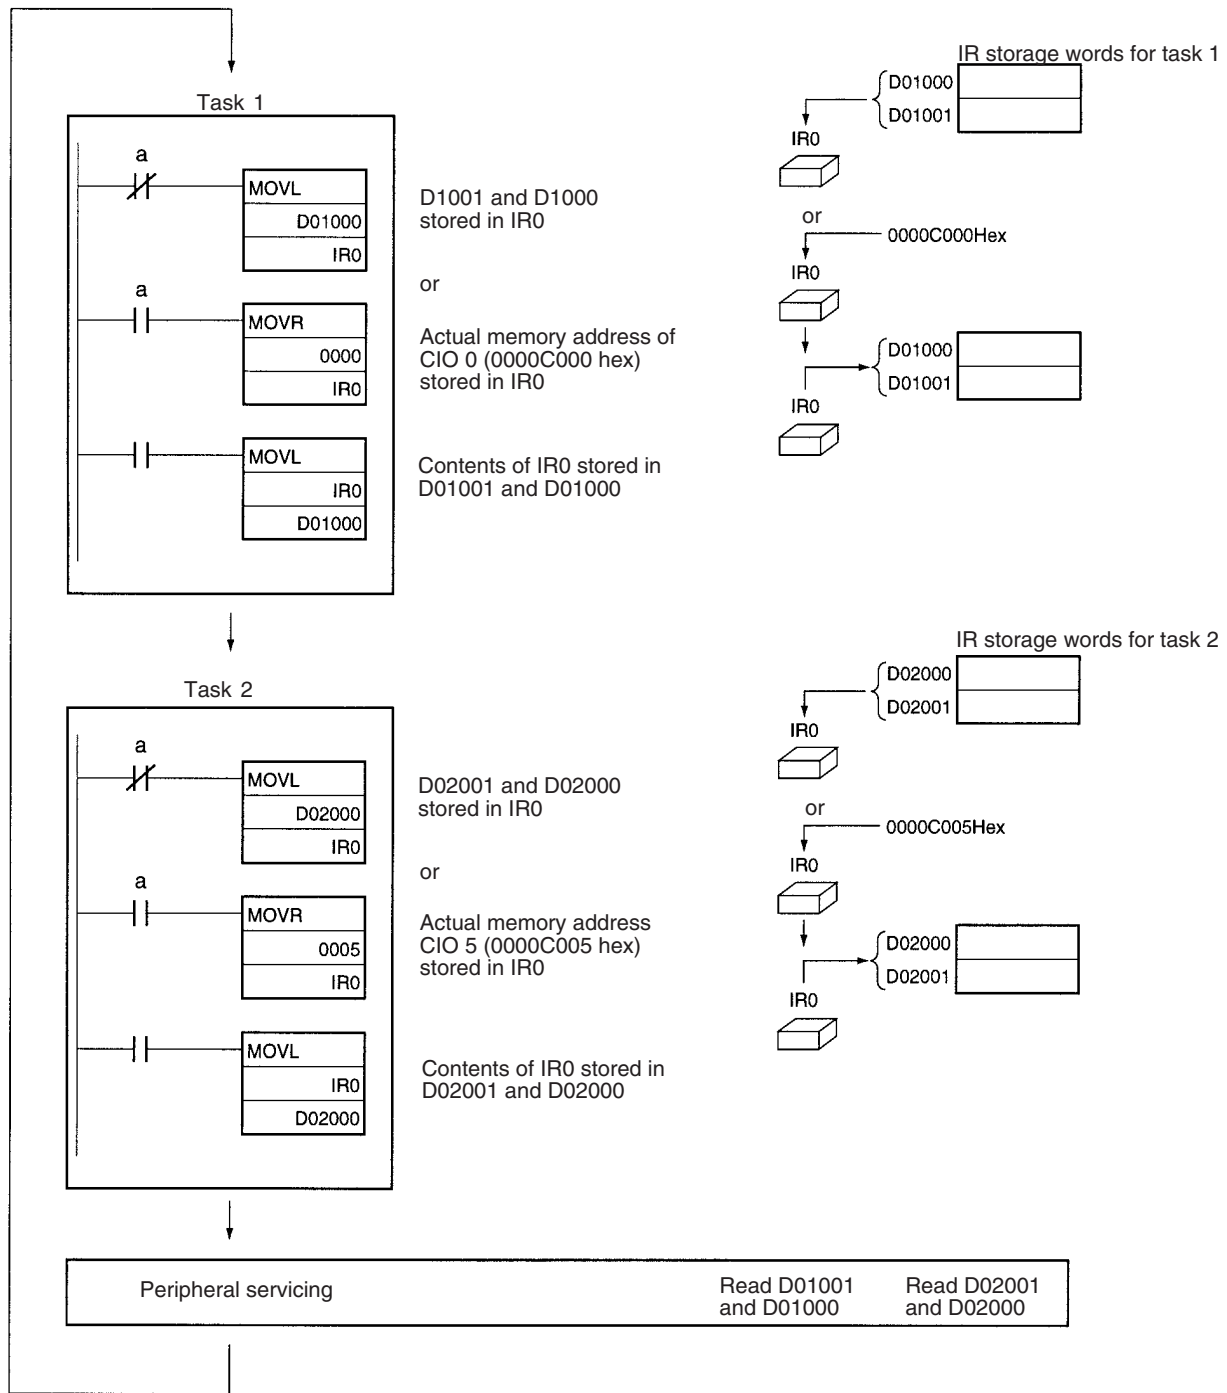 Task 1
a
MOVL
D01000
IR0
a
MOVR
0000
IR0
MOVL
IR0
D01000
D1001 and D1000
stored in IR0
or
Actual memory address of
CIO 0 (0000C000 hex)
stored in IR0
Contents of IR0 stored in
D01001 and D01000
IR storage words for task 1
D01000
D01001
IR0
or
0000C000Hex
IR0
D01000
D01001
IR0
Task 2
a
MOVL
D02000
IR0
a
MOVR
0005
IR0
MOVL
IR0
D02000
D02001 and D02000
stored in IR0
or
Actual memory address
CIO 5 (0000C005 hex)
stored in IR0
Contents of IR0 stored in
D02001 and D02000
IR storage words for task 2
D02000
D02001
IR0
or
0000C005Hex
IR0
D02000
D02001
IR0
Peripheral servicing
Read D01001
and D01000
Read D02001
and D02000